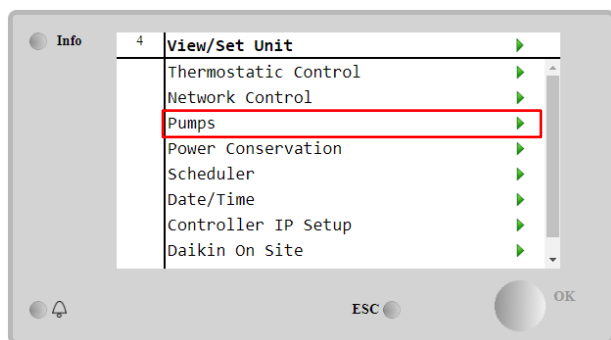 Info
4 View/Set Unit
Thermostatic Control
Network Control
Pumps
Power Conservation
Scheduler
Date/Time
Controller IP Setup
Daikin On Site
ESC OK